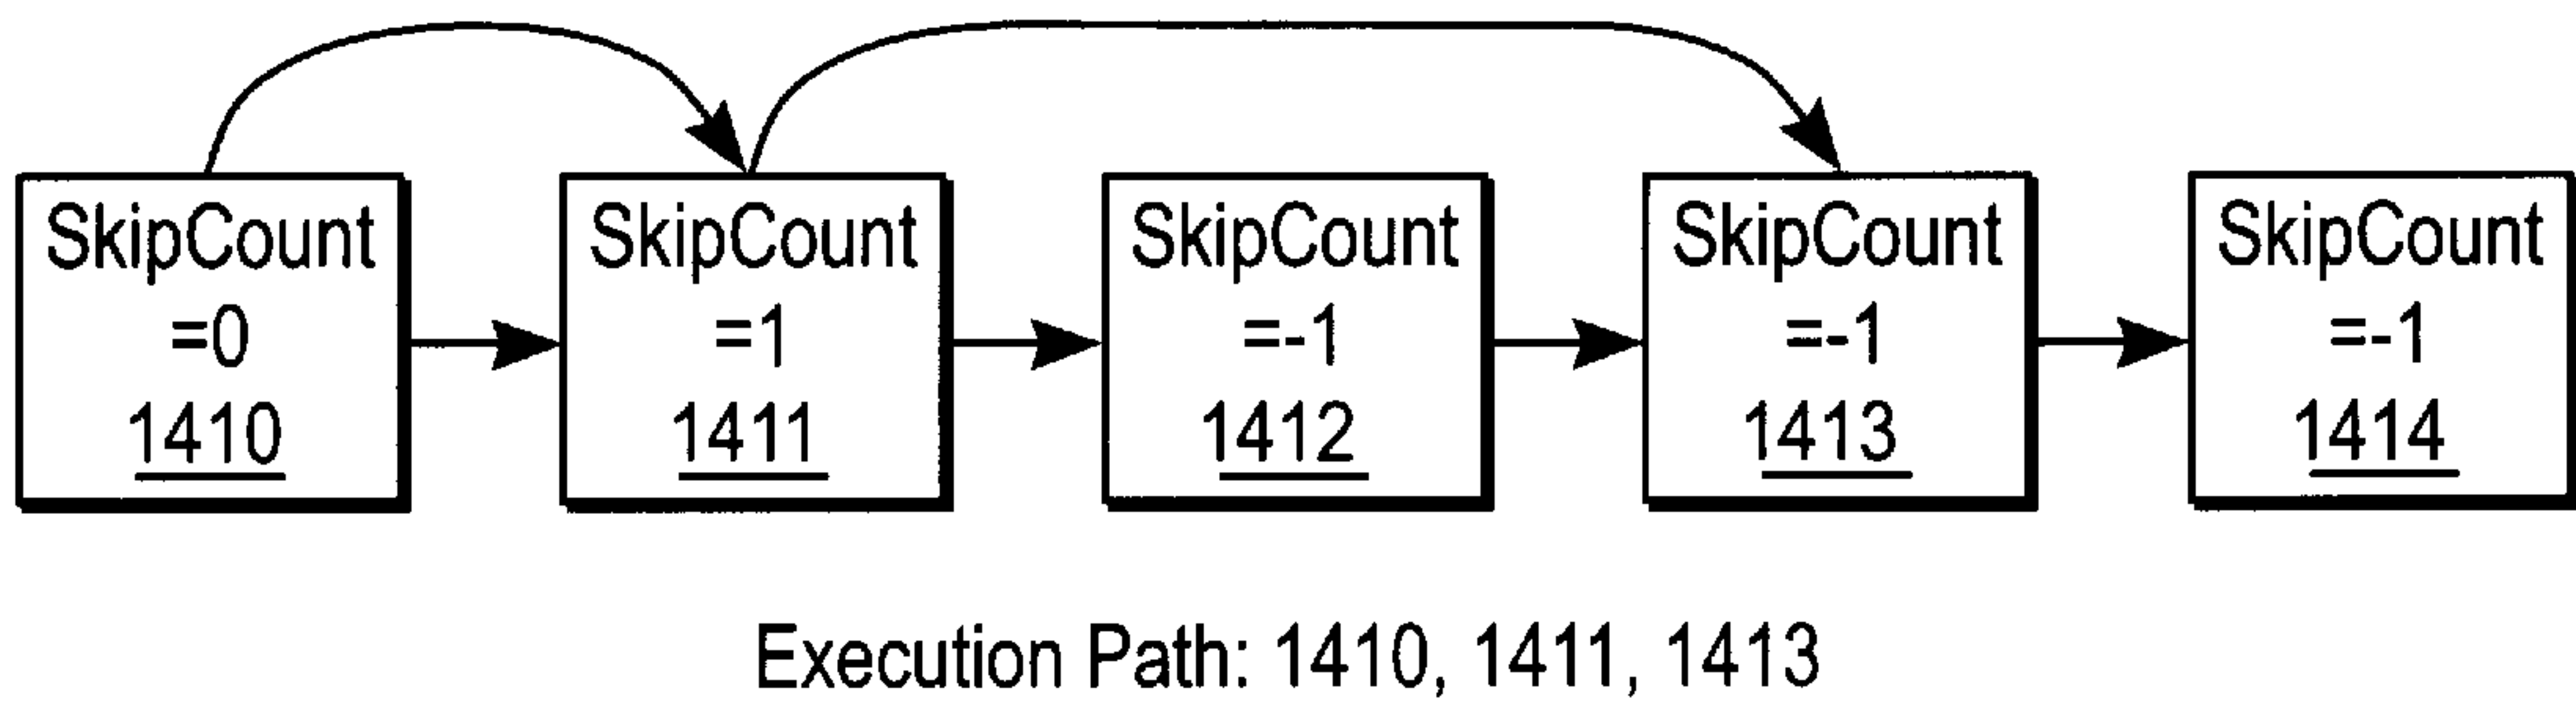 SkipCount
=0
1410
SkipCount
=1
1411
SkipCount
=-1
1412
SkipCount
=-1
1413
SkipCount
=-1
1414
Execution Path: 1410, 1411, 1413